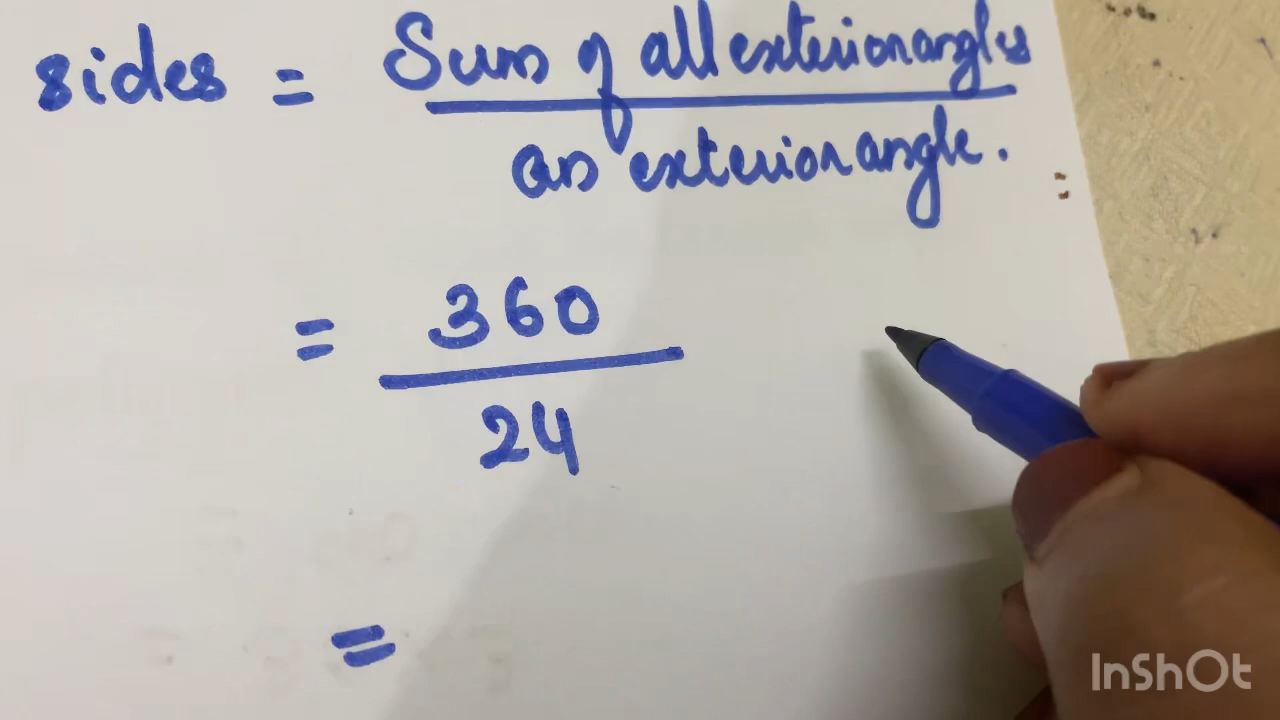 sides = Sum of all exterior angles
an exterior angle.
= 360
24
=
InShOt